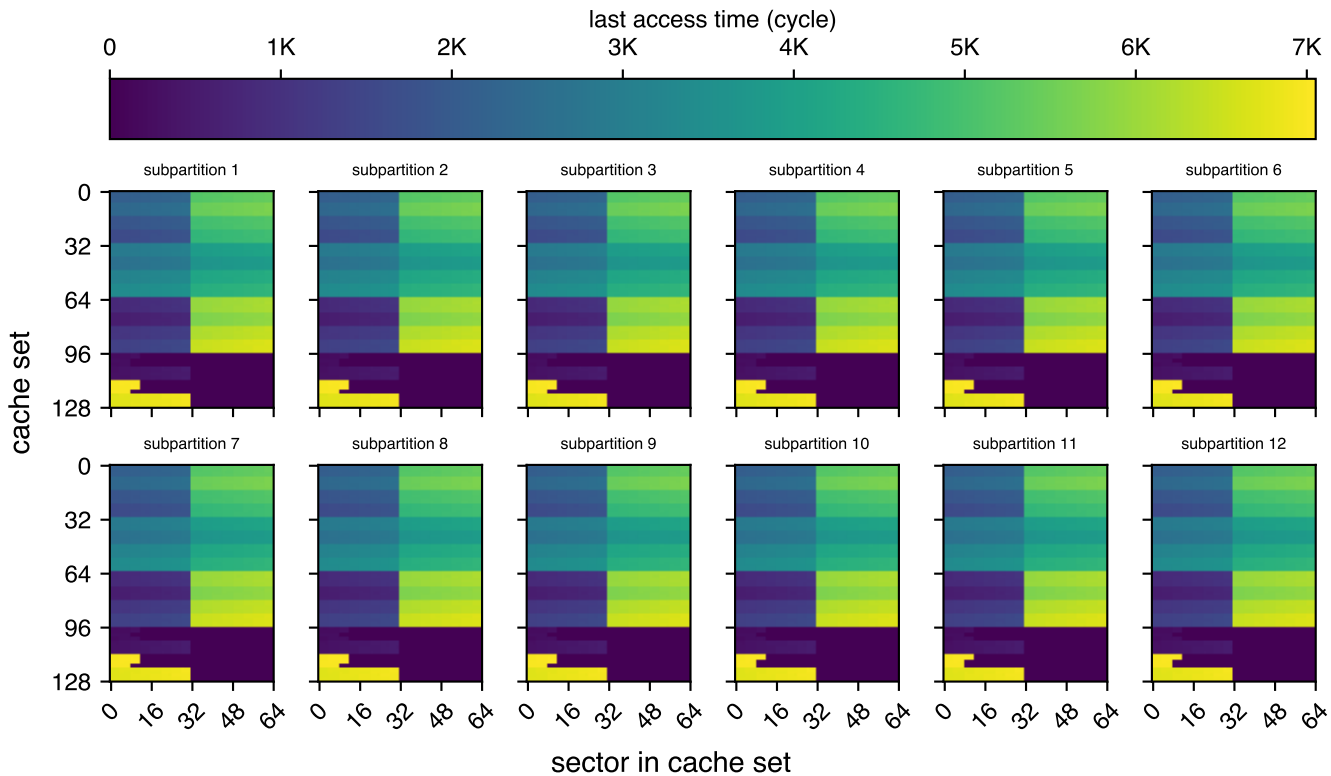 last access time (cycle)
0 1K 2K 3K 4K 5K 6K 7K
subpartition 1 subpartition 2 subpartition 3 subpartition 4 subpartition 5 subpartition 6
0
32
64
96
128
cache set
subpartition 7 subpartition 8 subpartition 9 subpartition 10 subpartition 11 subpartition 12
0
32
64
96
128
0 16 32 48 64 0 16 32 48 64 0 16 32 48 64 0 16 32 48 64 0 16 32 48 64 0 16 32 48 64
sector in cache set